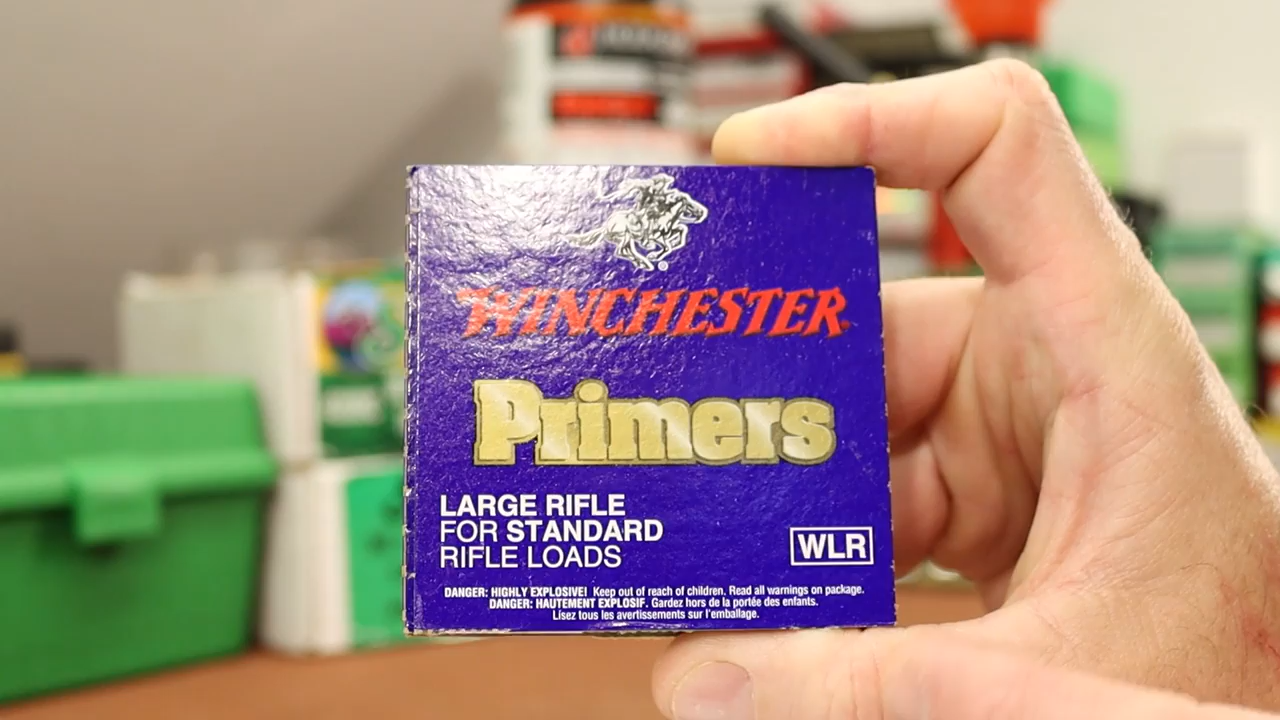 WINCHESTER
Primers
LARGE RIFLE
FOR STANDARD
RIFLE LOADS
WLR
DANGER: HIGHLY EXPLOSIVE! Keep out of reach of children. Read all warnings on package.
DANGER: HAUTEMENT EXPLOSIF. Gardez hors de la portée des enfants.
Lisez tous les avertissements sur l'emballage.